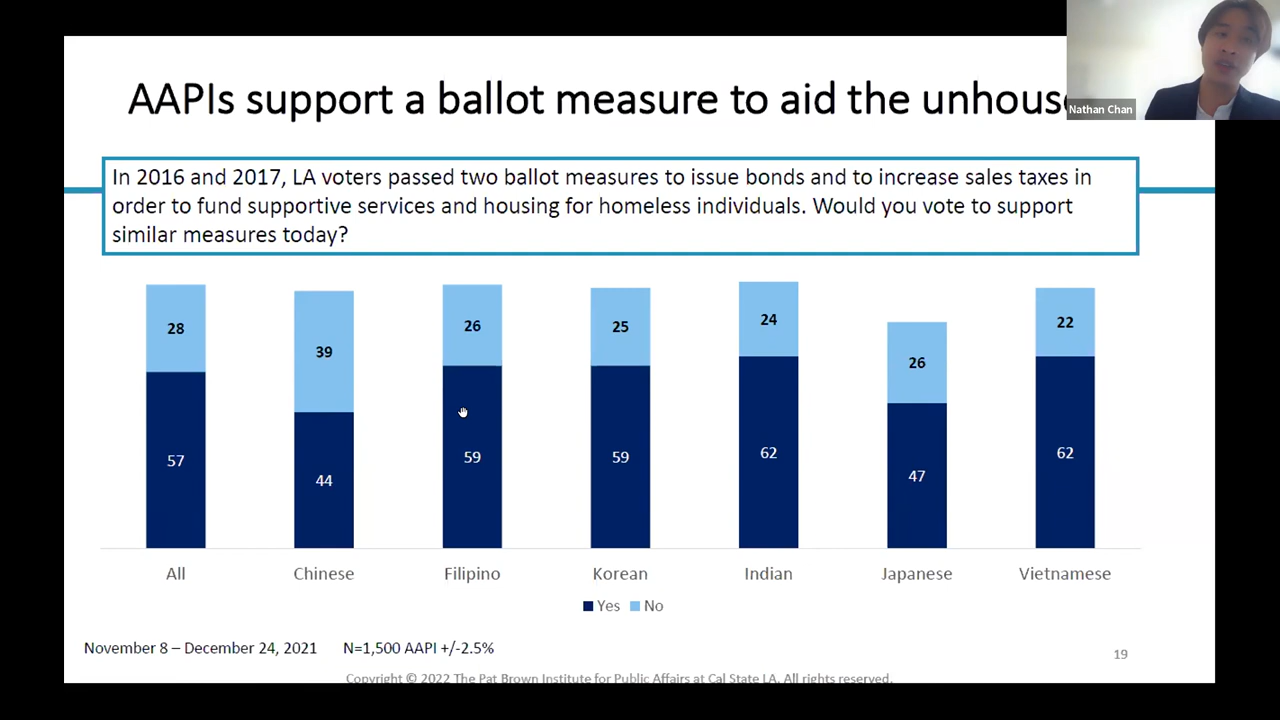 AAPIs support a ballot measure to aid the
Nathan Chan
In 2016 and 2017, LA voters passed two ballot measures to issue bonds and to increase sales taxes in
order to fund supportive services and housing for homeless individuals. Would you vote to support
similar measures today?
28 39 26 25 24 26 22
57 44 59 59 62 47 62
All Chinese Filipino Korean Indian Japanese Vietnamese
Yes No
November 8 – December 24, 2021 N=1,500 AAPI +/-2.5%
19
Copyright © 2022 The Pat Brown Institute for Public Affairs at Cal State LA. All rights reserved.